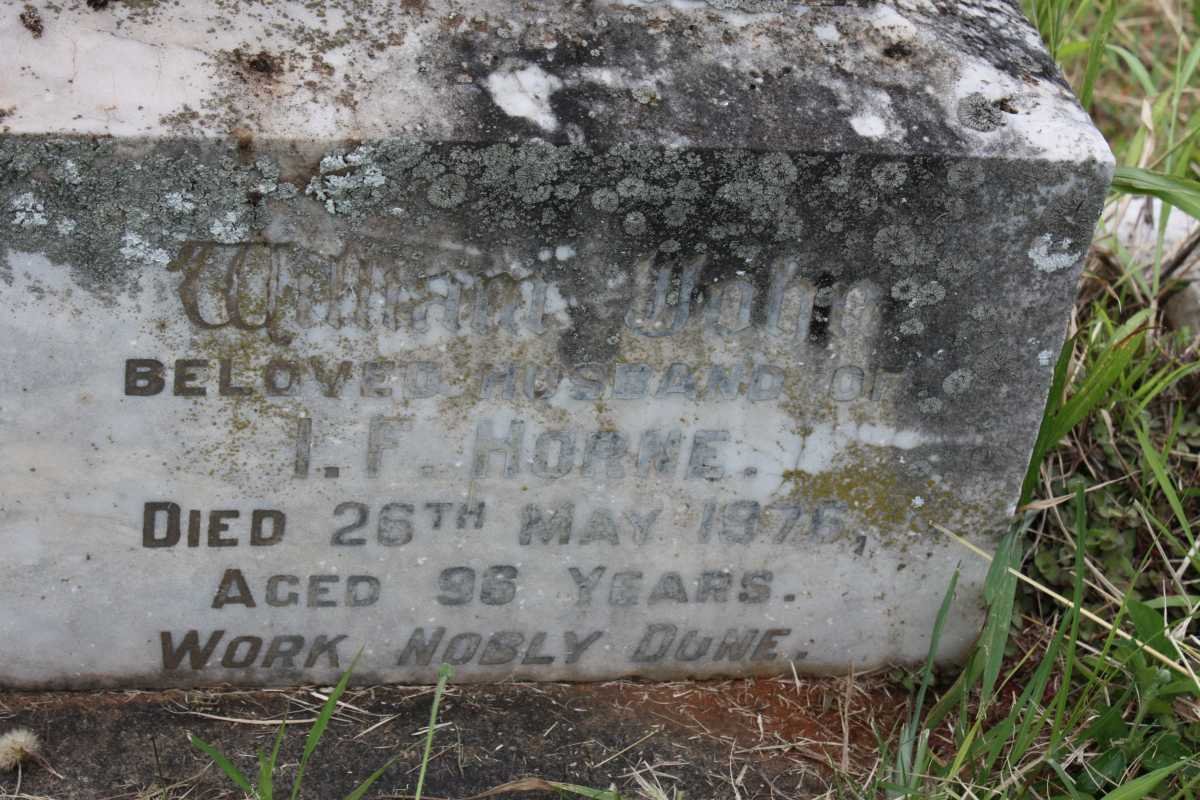 William John
BELOVED HUSBAND OF
I. F. HORNE.
DIED 26TH MAY 1976,
AGED 96 YEARS.
WORK NOBLY DONE.